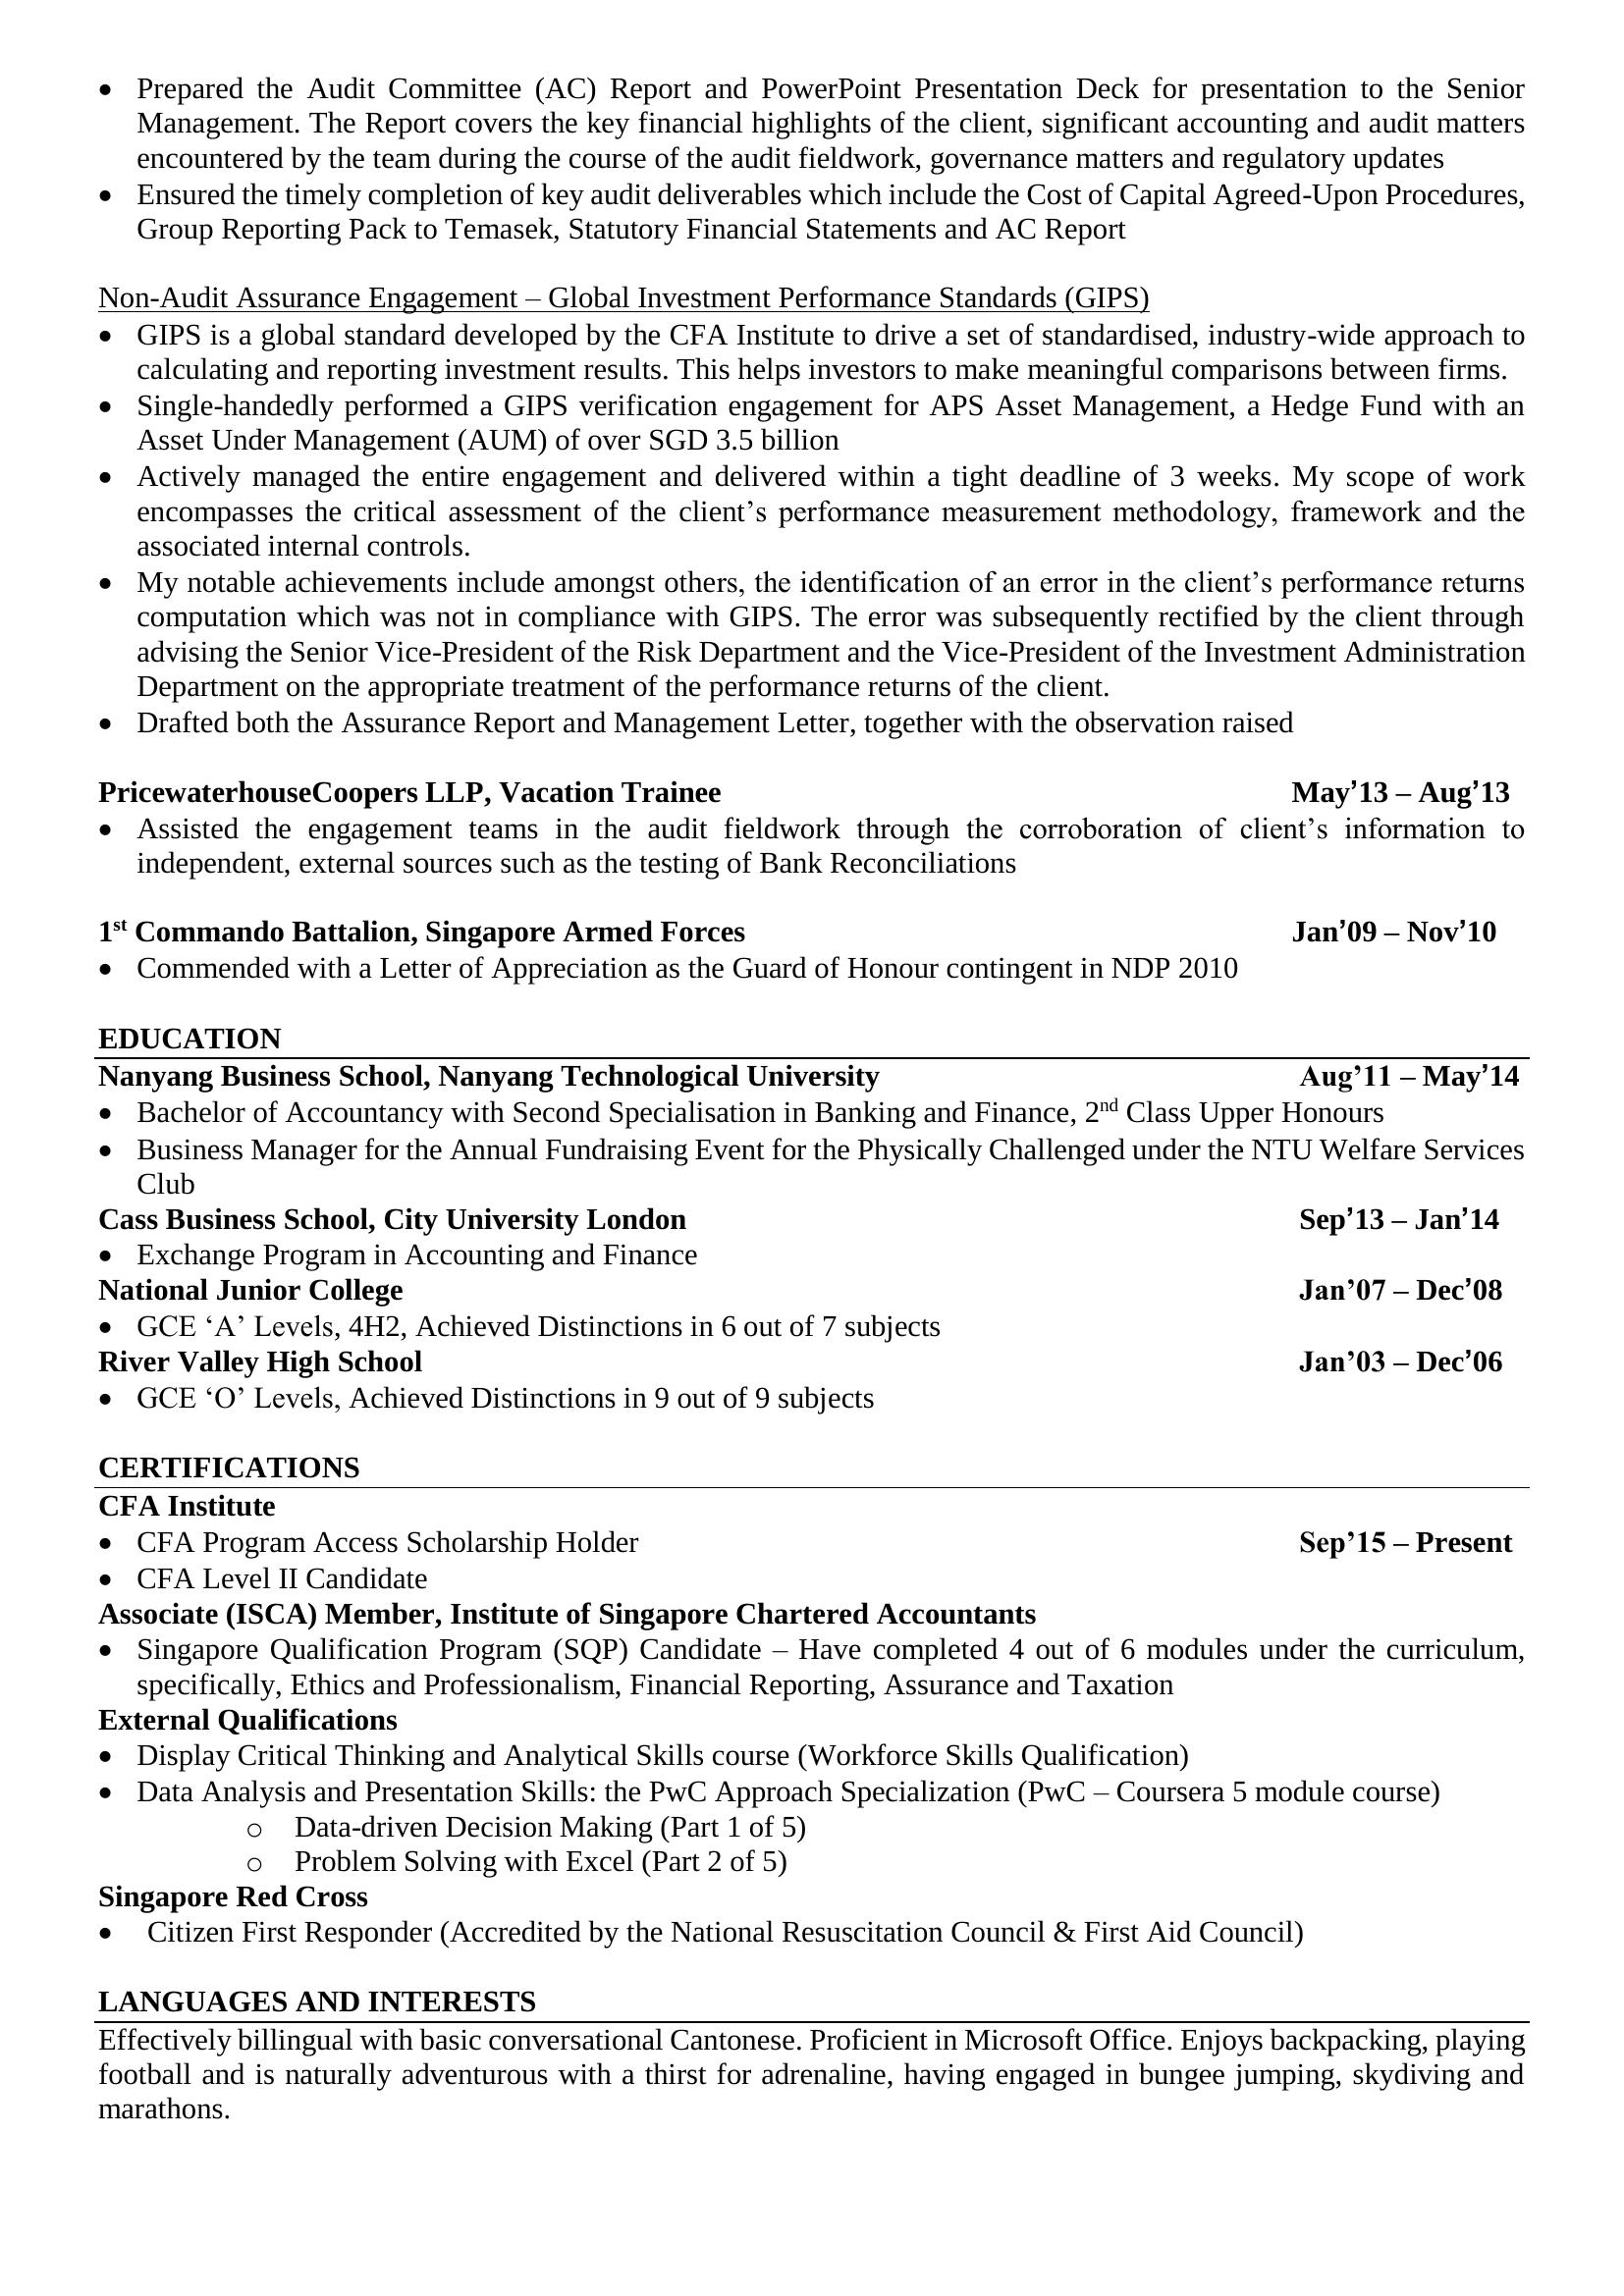 • Prepared the Audit Committee (AC) Report and PowerPoint Presentation Deck for presentation to the Senior
Management. The Report covers the key financial highlights of the client, significant accounting and audit matters
encountered by the team during the course of the audit fieldwork, governance matters and regulatory updates
• Ensured the timely completion of key audit deliverables which include the Cost of Capital Agreed-Upon Procedures,
Group Reporting Pack to Temasek, Statutory Financial Statements and AC Report
Non-Audit Assurance Engagement – Global Investment Performance Standards (GIPS)
• GIPS is a global standard developed by the CFA Institute to drive a set of standardised, industry-wide approach to
calculating and reporting investment results. This helps investors to make meaningful comparisons between firms.
• Single-handedly performed a GIPS verification engagement for APS Asset Management, a Hedge Fund with an
Asset Under Management (AUM) of over SGD 3.5 billion
• Actively managed the entire engagement and delivered within a tight deadline of 3 weeks. My scope of work
encompasses the critical assessment of the client’s performance measurement methodology, framework and the
associated internal controls.
• My notable achievements include amongst others, the identification of an error in the client’s performance returns
computation which was not in compliance with GIPS. The error was subsequently rectified by the client through
advising the Senior Vice-President of the Risk Department and the Vice-President of the Investment Administration
Department on the appropriate treatment of the performance returns of the client.
• Drafted both the Assurance Report and Management Letter, together with the observation raised
PricewaterhouseCoopers LLP, Vacation Trainee May’13 – Aug’13
• Assisted the engagement teams in the audit fieldwork through the corroboration of client’s information to
independent, external sources such as the testing of Bank Reconciliations
1st Commando Battalion, Singapore Armed Forces Jan’09 – Nov’10
• Commended with a Letter of Appreciation as the Guard of Honour contingent in NDP 2010
EDUCATION
Nanyang Business School, Nanyang Technological University Aug’11 – May’14
• Bachelor of Accountancy with Second Specialisation in Banking and Finance, 2nd Class Upper Honours
• Business Manager for the Annual Fundraising Event for the Physically Challenged under the NTU Welfare Services
Club
Cass Business School, City University London Sep’13 – Jan’14
• Exchange Program in Accounting and Finance
National Junior College Jan’07 – Dec’08
• GCE ‘A’ Levels, 4H2, Achieved Distinctions in 6 out of 7 subjects
River Valley High School Jan’03 – Dec’06
• GCE ‘O’ Levels, Achieved Distinctions in 9 out of 9 subjects
CERTIFICATIONS
CFA Institute
• CFA Program Access Scholarship Holder Sep’15 – Present
• CFA Level II Candidate
Associate (ISCA) Member, Institute of Singapore Chartered Accountants
• Singapore Qualification Program (SQP) Candidate – Have completed 4 out of 6 modules under the curriculum,
specifically, Ethics and Professionalism, Financial Reporting, Assurance and Taxation
External Qualifications
• Display Critical Thinking and Analytical Skills course (Workforce Skills Qualification)
• Data Analysis and Presentation Skills: the PwC Approach Specialization (PwC – Coursera 5 module course)
o Data-driven Decision Making (Part 1 of 5)
o Problem Solving with Excel (Part 2 of 5)
Singapore Red Cross
• Citizen First Responder (Accredited by the National Resuscitation Council & First Aid Council)
LANGUAGES AND INTERESTS
Effectively billingual with basic conversational Cantonese. Proficient in Microsoft Office. Enjoys backpacking, playing
football and is naturally adventurous with a thirst for adrenaline, having engaged in bungee jumping, skydiving and
marathons.